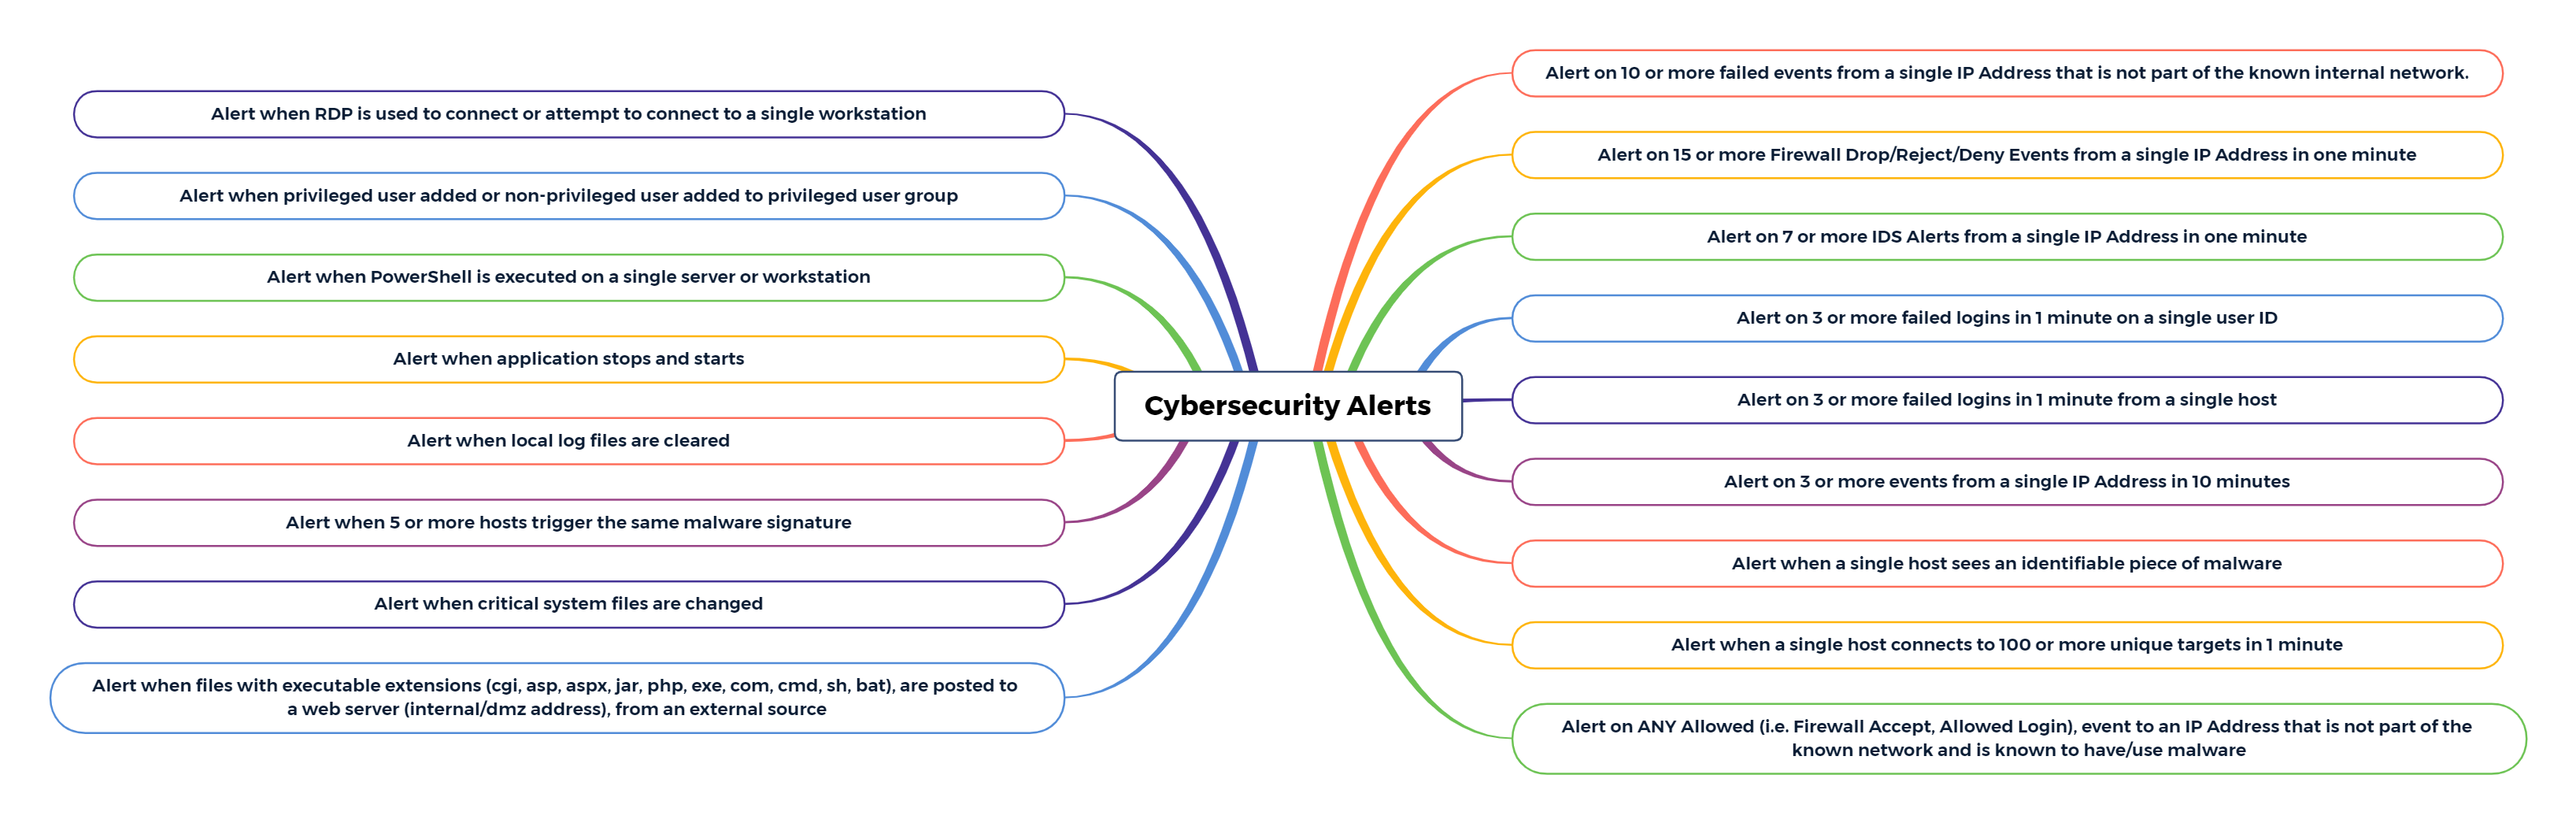 Alert when RDP is used to connect or attempt to connect to a single workstation
Alert when privileged user added or non-privileged user added to privileged user group
Alert when PowerShell is executed on a single server or workstation
Alert when application stops and starts
Alert when local log files are cleared
Alert when 5 or more hosts trigger the same malware signature
Alert when critical system files are changed
Alert when files with executable extensions (cgi, asp, aspx, jar, php, exe, com, cmd, sh, bat), are posted to
a web server (internal/dmz address), from an external source
Cybersecurity Alerts
Alert on 10 or more failed events from a single IP Address that is not part of the known internal network.
Alert on 15 or more Firewall Drop/Reject/Deny Events from a single IP Address in one minute
Alert on 7 or more IDS Alerts from a single IP Address in one minute
Alert on 3 or more failed logins in 1 minute on a single user ID
Alert on 3 or more failed logins in 1 minute from a single host
Alert on 3 or more events from a single IP Address in 10 minutes
Alert when a single host sees an identifiable piece of malware
Alert when a single host connects to 100 or more unique targets in 1 minute
Alert on ANY Allowed (i.e. Firewall Accept, Allowed Login), event to an IP Address that is not part of the
known network and is known to have/use malware